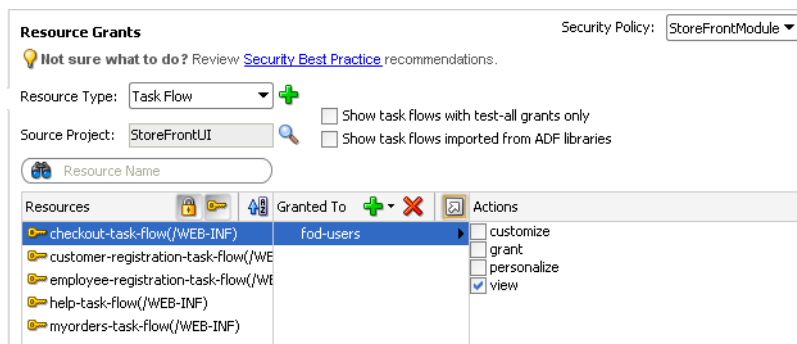 Resource Grants
Security Policy: StoreFrontModule
Not sure what to do? Review Security Best Practice recommendations.
Resource Type: Task Flow
Show task flows with test-all grants only
Source Project: StoreFrontUI
Show task flows imported from ADF libraries
Resource Name
Resources Granted To Actions
checkout-task-flow(/WEB-INF) fod-users customize
grant
customer-registration-task-flow(/WE
personalize
employee-registration-task-flow(/WEB
view
help-task-flow(/WEB-INF)
myorders-task-flow(/WEB-INF)